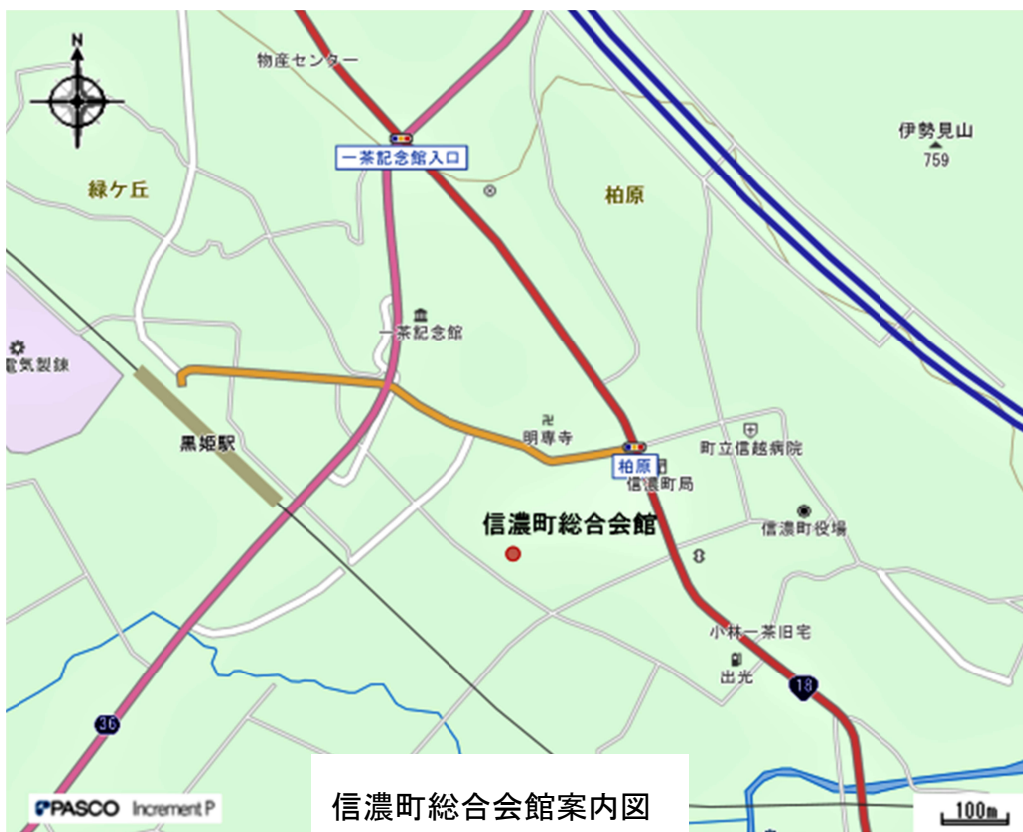 N
物産センター
一茶記念館入口
伊勢見山
759
緑ケ丘
柏原
一茶記念館
電気製錬
黒姫駅
明専寺
柏原
町立信越病院
信濃町局
信濃町総合会館
信濃町役場
小林一茶旧宅
出光
18
36
PASCO Increment P
信濃町総合会館案内図
100m